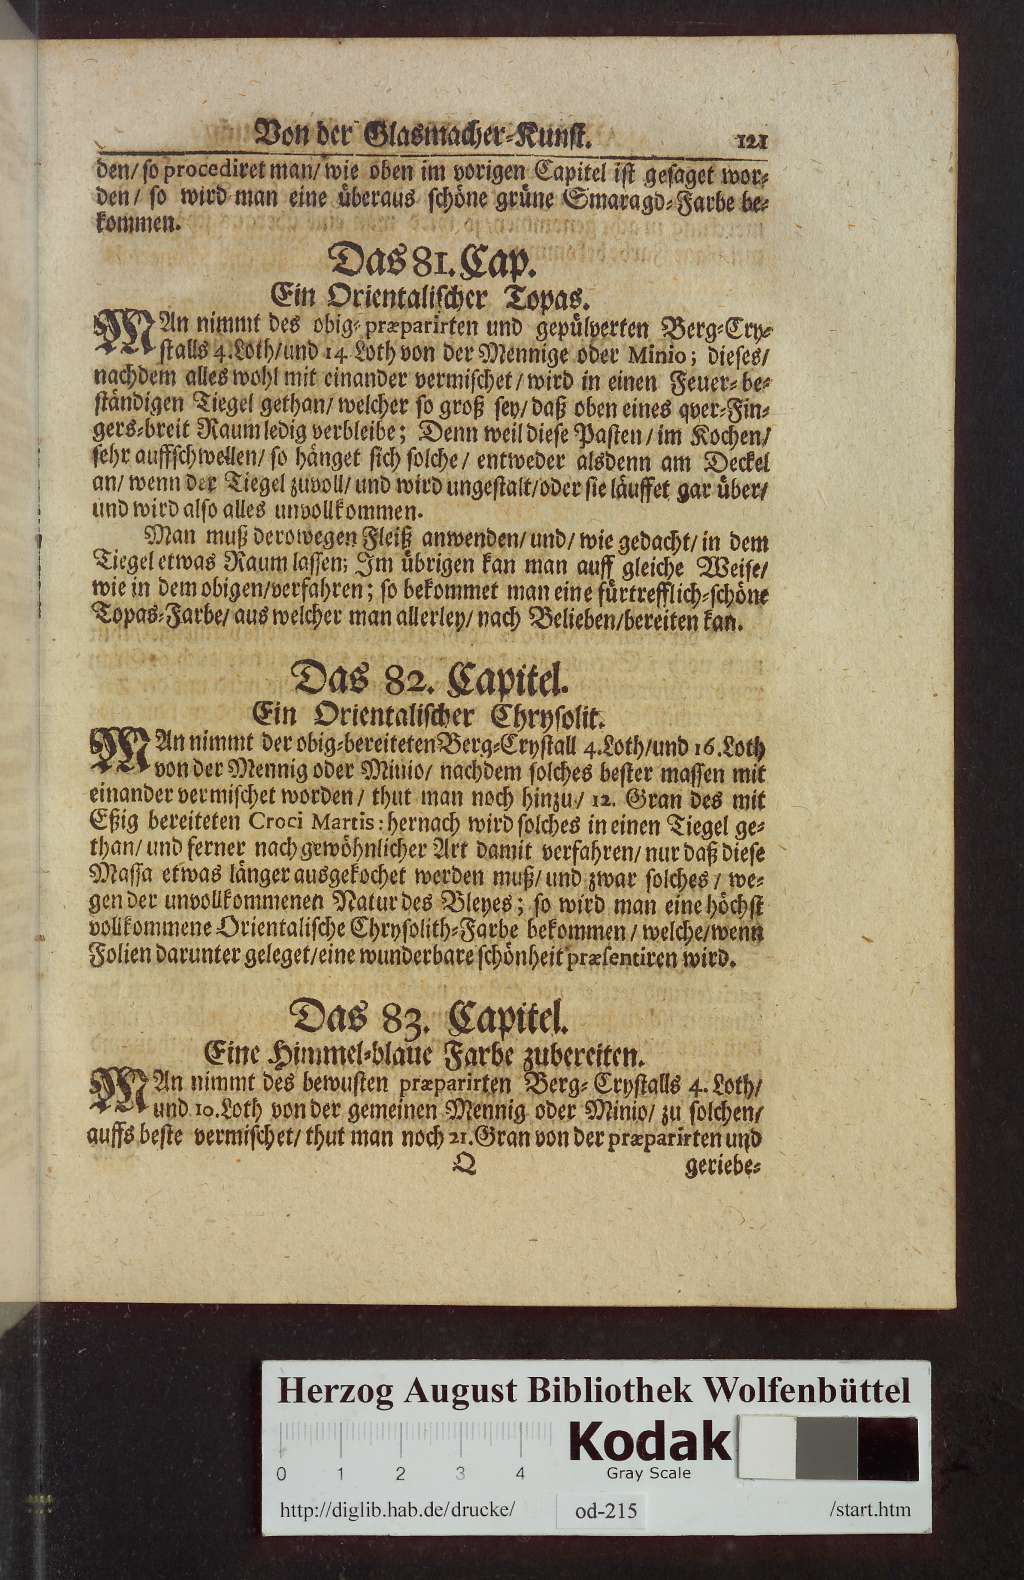 Von der Glasmacher-Kunst. 121
den/ so procediret man/ wie oben im vorigen Capitel ist gesaget wor-
den/ so wird man eine überaus schöne grüne Smaragd-Farbe be-
kommen.
Das 81. Cap.
Ein Orientalischer Topas.
MAn nimmt des obig-præparirten und gepülverten Berg-Cry-
stalls 4. Loth/ und 14 Loth von der Mennige oder Minio; dieses/
nachdem alles wohl mit einander vermischet/ wird in einen Feuer-be-
ständigen Tiegel gethan/ welcher so groß sey/ daß oben eines qver-Fin-
gers-breit Raum ledig verbleibe; Denn weil diese Pasten/ im Kochen/
sehr auffschwellen/ so hänget sich solche/ entweder alsdenn am Deckel
an/ wenn der Tiegel zuvoll/ und wird ungestalt/ oder sie läuffet gar über/
und wird also alles unvollkommen.
Man muß derowegen Fleiß anwenden/ und/ wie gedacht/ in dem
Tiegel etwas Raum lassen; Im übrigen kan man auff gleiche Weise/
wie in dem obigen/ verfahren; so bekommet man eine fürtrefflich-schöne
Topas-Farbe/ aus welcher man allerley/ nach Belieben/ bereiten kan.
Das 82. Capitel.
Ein Orientalischer Chrysolit.
MAn nimmt der obig-bereiteten Berg-Crystall 4. Loth/ und 16. Loth
von der Mennig oder Minio/ nachdem solches bester massen mit
einander vermischet worden/ thut man noch hinzu/ 12. Gran des mit
Eßig bereiteten Croci Martis: hernach wird solches in einen Tiegel ge-
than/ und ferner nach gewöhnlicher Art damit verfahren/ nur daß diese
Massa etwas länger ausgekochet werden muß/ und zwar solches/ we-
gen der unvollkommenen Natur des Bleyes; so wird man eine höchst
vollkommene Orientalische Chrysolith-Farbe bekommen/ welche/ wenn
Folien darunter geleget/ eine wunderbare schönheit præsentiren wird.
Das 83. Capitel.
Eine Himmel-blaue Farbe zubereiten.
MAn nimmt des bewusten præparirten Berg-Crystalls 4. Loth/
und 10. Loth von der gemeinen Mennig oder Minio/ zu solchen/
auffs beste vermischet/ thut man noch 21. Gran von der præparirten und
Q geriebe-
Herzog August Bibliothek Wolfenbüttel
0 1 2 3 4
Kodak
Gray Scale
http://diglib.hab.de/drucke/ od-215 /start.htm